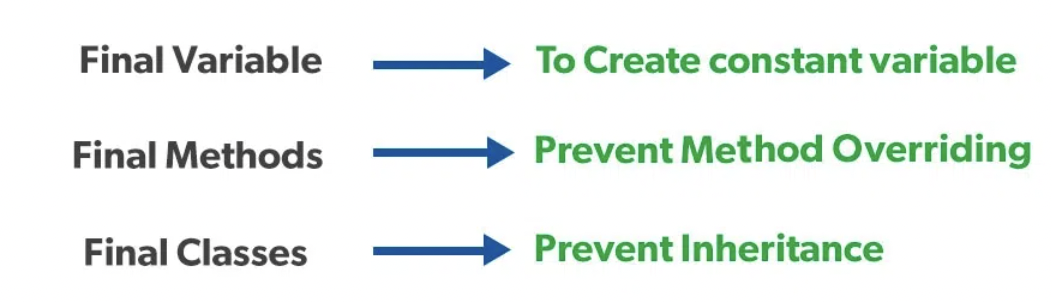 Final Variable To Create constant variable
Final Methods Prevent Method Overriding
Final Classes Prevent Inheritance